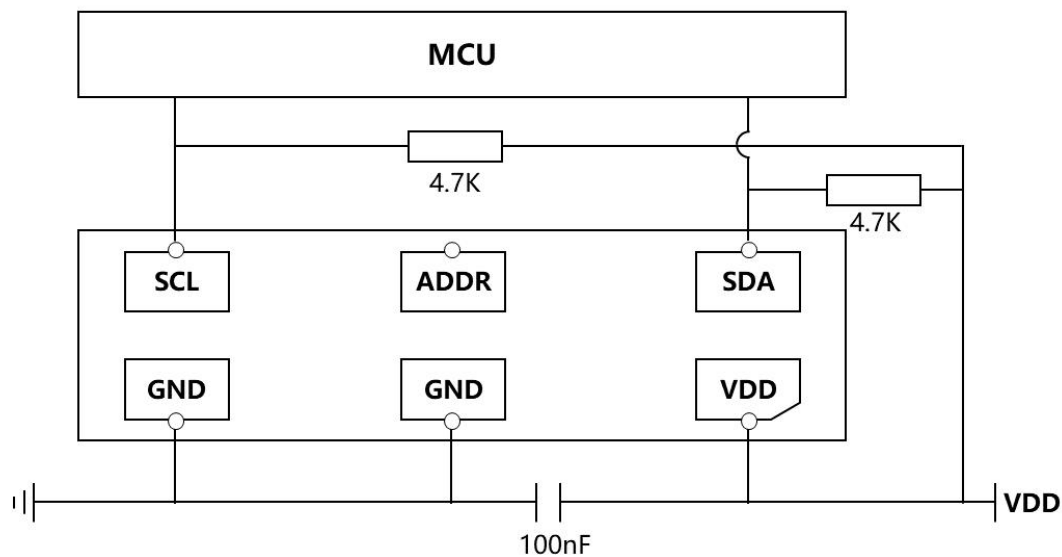 MCU
4.7K
4.7K
SCL ADDR SDA
GND GND VDD
VDD
100nF